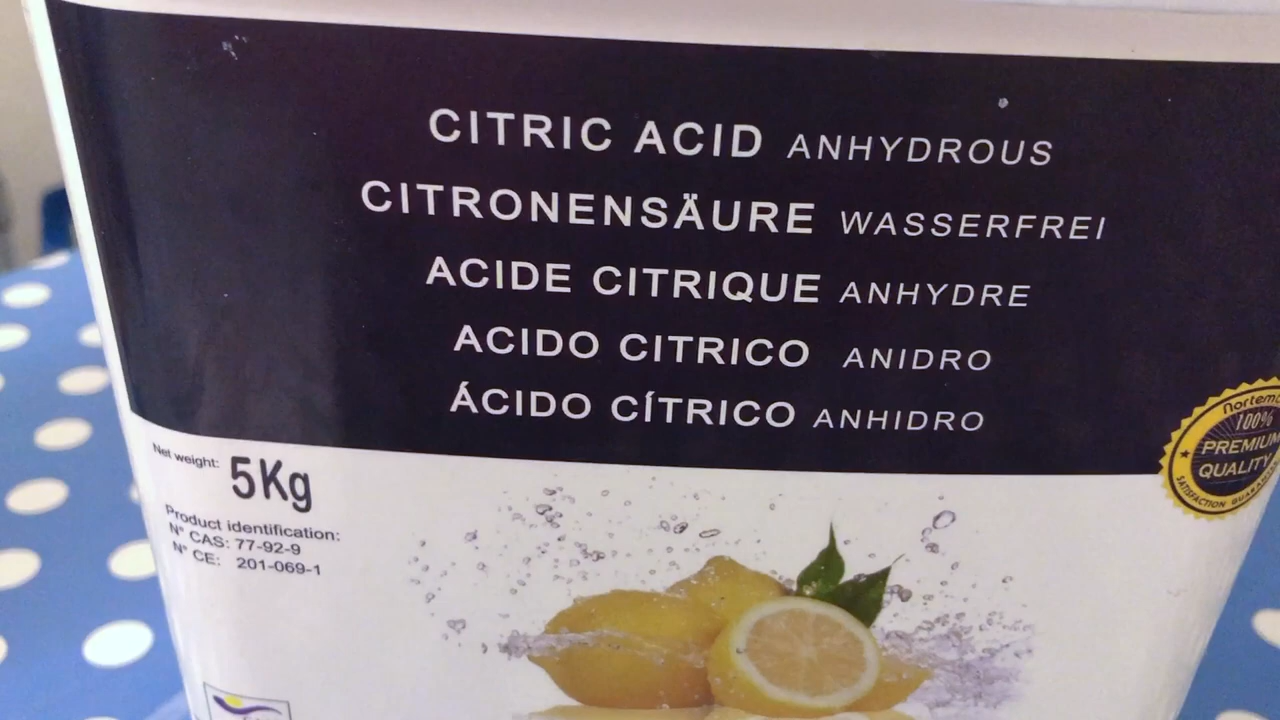 CITRIC ACID ANHYDROUS
CITRONENSÄURE WASSERFREI
ACIDE CITRIQUE ANHYDRE
ACIDO CITRICO ANIDRO
ÁCIDO CÍTRICO ANHIDRO
Net weight: 5Kg
Product identification:
N° CAS: 77-92-9
N° CE: 201-069-1
100%
PREMIUM
QUALITY
SATISFACTION